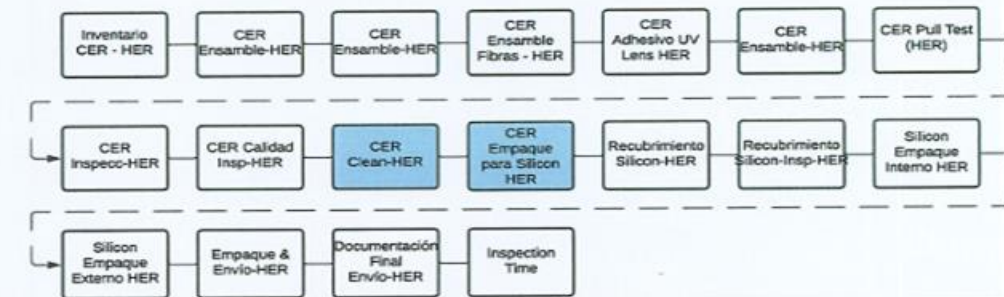 Inventario
CER - HER
CER
Ensamble-HER
CER
Ensamble-HER
CER
Ensamble
Fibras - HER
CER
Adhesivo UV
Lens HER
CER
Ensamble-HER
CER Pull Test
(HER)
CER
Inspecc-HER
CER Calidad
Insp-HER
CER
Clean-HER
CER
Empaque
para Silicon
HER
Recubrimiento
Silicon-HER
Recubrimiento
Silicon-Insp-HER
Silicon
Empaque
Interno HER
Silicon
Empaque
Externo HER
Empaque &
Envío-HER
Documentación
Final
Envío-HER
Inspection
Time